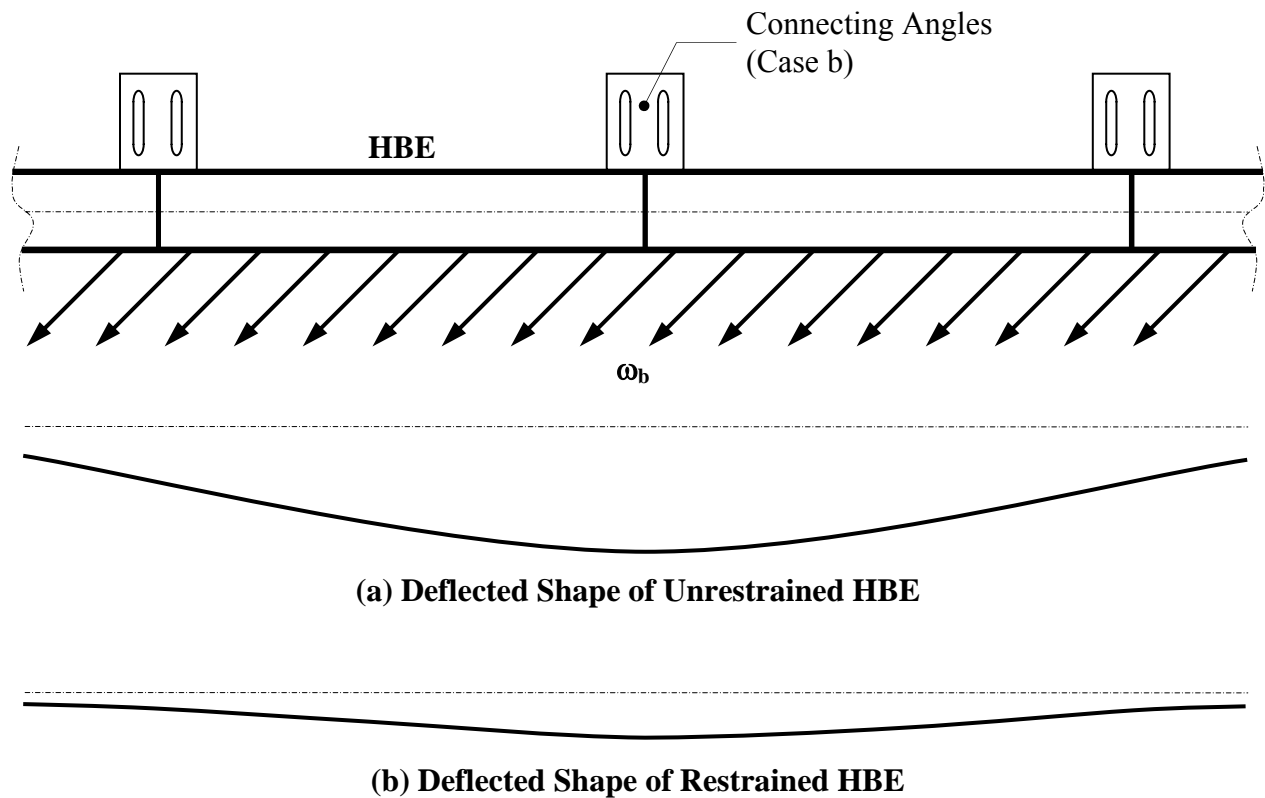 Connecting Angles
(Case b)
HBE
ωb
(a) Deflected Shape of Unrestrained HBE
(b) Deflected Shape of Restrained HBE